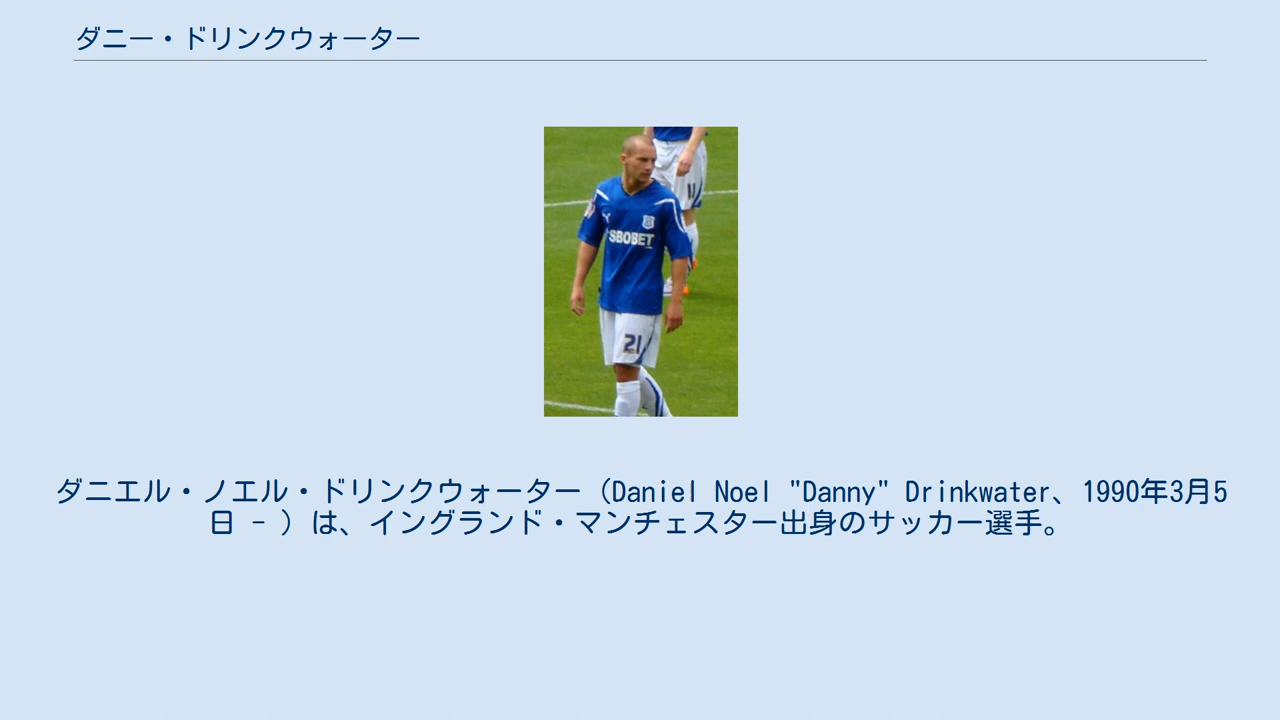 ダニー・ドリンクウォーター
11
SBOBET
21
ダニエル・ノエル・ドリンクウォーター（Daniel Noel "Danny" Drinkwater、1990年3月5
日 - ）は、イングランド・マンチェスター出身のサッカー選手。